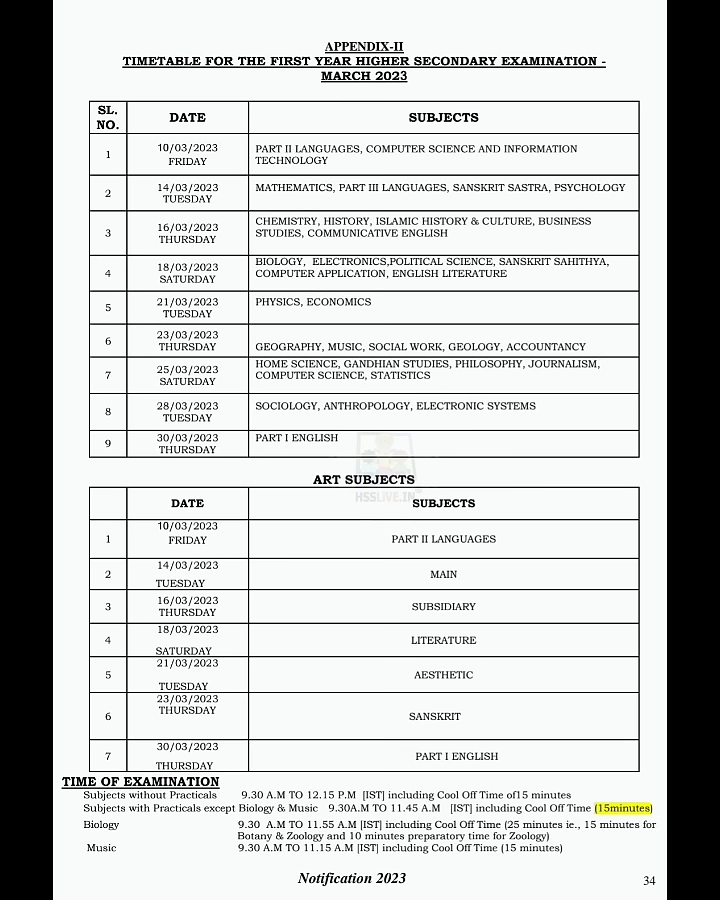 APPENDIX-II
TIMETABLE FOR THE FIRST YEAR HIGHER SECONDARY EXAMINATION -
MARCH 2023
SL. NO. DATE SUBJECTS
1 10/03/2023 FRIDAY PART II LANGUAGES, COMPUTER SCIENCE AND INFORMATION
TECHNOLOGY
2 14/03/2023 TUESDAY MATHEMATICS, PART III LANGUAGES, SANSKRIT SASTRA, PSYCHOLOGY
3 16/03/2023 THURSDAY CHEMISTRY, HISTORY, ISLAMIC HISTORY & CULTURE, BUSINESS
STUDIES, COMMUNICATIVE ENGLISH
4 18/03/2023 SATURDAY BIOLOGY, ELECTRONICS,POLITICAL SCIENCE, SANSKRIT SAHITHYA,
COMPUTER APPLICATION, ENGLISH LITERATURE
5 21/03/2023 TUESDAY PHYSICS, ECONOMICS
6 23/03/2023 THURSDAY GEOGRAPHY, MUSIC, SOCIAL WORK, GEOLOGY, ACCOUNTANCY
7 25/03/2023 SATURDAY HOME SCIENCE, GANDHIAN STUDIES, PHILOSOPHY, JOURNALISM,
COMPUTER SCIENCE, STATISTICS
8 28/03/2023 TUESDAY SOCIOLOGY, ANTHROPOLOGY, ELECTRONIC SYSTEMS
9 30/03/2023 THURSDAY PART I ENGLISH
ART SUBJECTS
HSSLIVE.IN
DATE SUBJECTS
1 10/03/2023 FRIDAY PART II LANGUAGES
2 14/03/2023 TUESDAY MAIN
3 16/03/2023 THURSDAY SUBSIDIARY
4 18/03/2023 SATURDAY LITERATURE
5 21/03/2023 TUESDAY AESTHETIC
6 23/03/2023 THURSDAY SANSKRIT
7 30/03/2023 THURSDAY PART I ENGLISH
TIME OF EXAMINATION
Subjects without Practicals 9.30 A.M TO 12.15 P.M [IST] including Cool Off Time of15 minutes
Subjects with Practicals except Biology & Music 9.30A.M TO 11.45 A.M [IST] including Cool Off Time (15minutes)
Biology 9.30 A.M TO 11.55 A.M [IST] including Cool Off Time (25 minutes ie., 15 minutes for
Botany & Zoology and 10 minutes preparatory time for Zoology)
Music 9.30 A.M TO 11.15 A.M [IST] including Cool Off Time (15 minutes)
Notification 2023 34